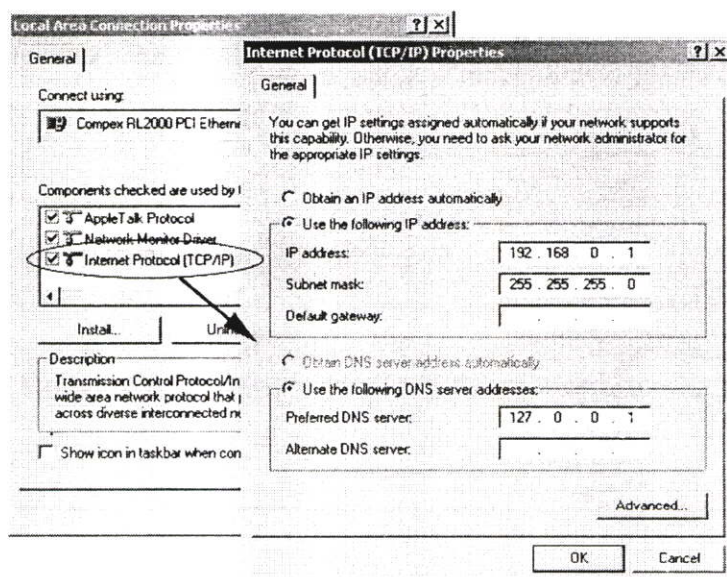 Local Area Connection Properties
General
Connect using:
Compex RL2000 PCI Ethern
Components checked are used by
AppleTalk Protocol
Network Monitor Driver
Internet Protocol (TCP/IP)
Install...
Unin
Description
Transmission Control Protocol/In
wide area network protocol that
across diverse interconnected ne
Show icon in taskbar when con
Internet Protocol (TCP/IP) Properties
General
You can get IP settings assigned automatically if your network supports
this capability. Otherwise, you need to ask your network administrator for
the appropriate IP settings.
Obtain an IP address automatically
Use the following IP address:
IP address: 192 . 168 . 0 . 1
Subnet mask: 255 . 255 . 255 . 0
Default gateway: . . .
Obtain DNS server address automatically
Use the following DNS server addresses:
Preferred DNS server: 127 . 0 . 0 . 1
Alternate DNS server: . . .
Advanced...
OK Cancel